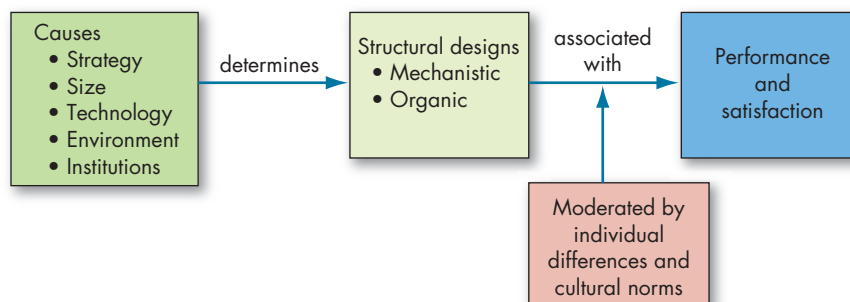 Causes
• Strategy
• Size
• Technology
• Environment
• Institutions
determines
Structural designs
• Mechanistic
• Organic
associated
with
Performance
and
satisfaction
Moderated by
individual
differences and
cultural norms